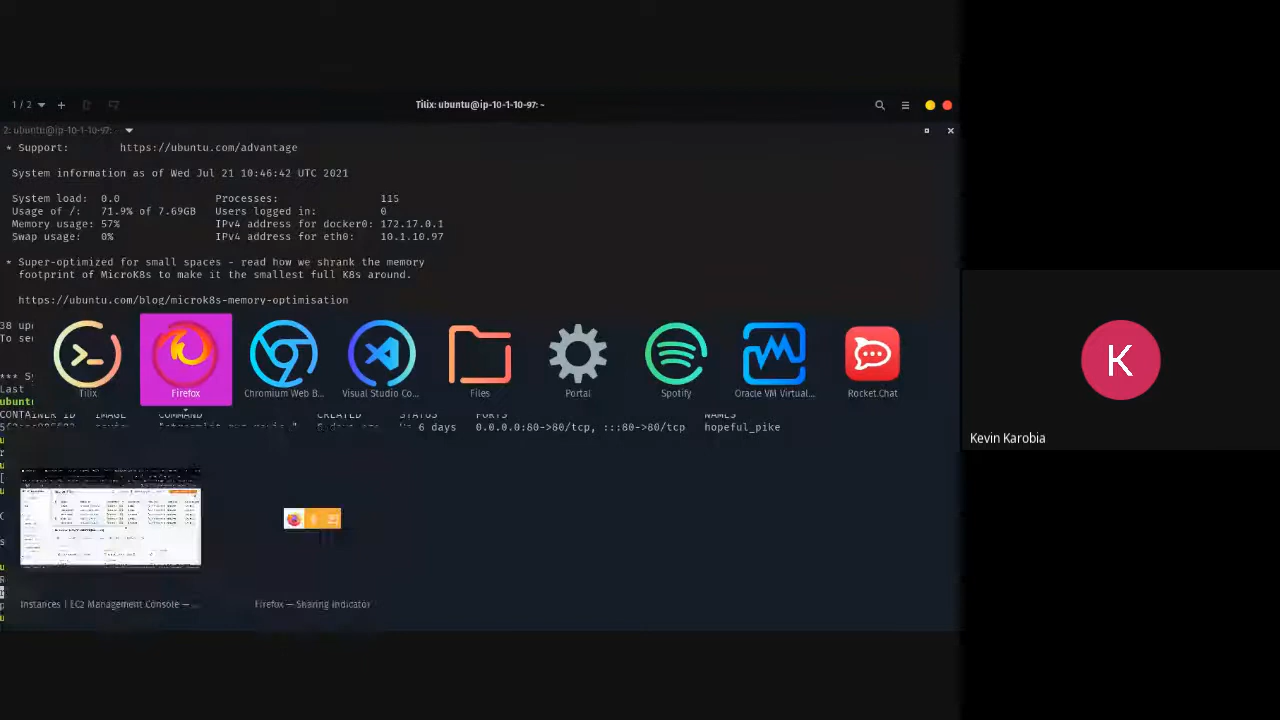 1 / 2
Tilix: ubuntu@ip-10-1-10-97: ~
2: ubuntu@ip-10-1-10-97:
* Support: https://ubuntu.com/advantage
System information as of Wed Jul 21 10:46:42 UTC 2021
System load: 0.0 Processes: 115
Usage of /: 71.9% of 7.69GB Users logged in: 0
Memory usage: 57% IPv4 address for docker0: 172.17.0.1
Swap usage: 0% IPv4 address for eth0: 10.1.10.97
* Super-optimized for small spaces - read how we shrank the memory
footprint of MicroK8s to make it the smallest full K8s around.
https://ubuntu.com/blog/microk8s-memory-optimisation
38 up
To se
Tilix
Firefox
Chromium Web B...
Visual Studio Co...
Files
Portal
Spotify
Oracle VM Virtual...
Rocket.Chat
*** S
Last
ubunt
CONTAINER ID IMAGE COMMAND CREATED STATUS PORTS NAMES
6 days 0.0.0.0:80->80/tcp, :::80->80/tcp hopeful_pike
Instances | EC2 Management Console — ...
Firefox — Sharing Indicator
K
Kevin Karobia